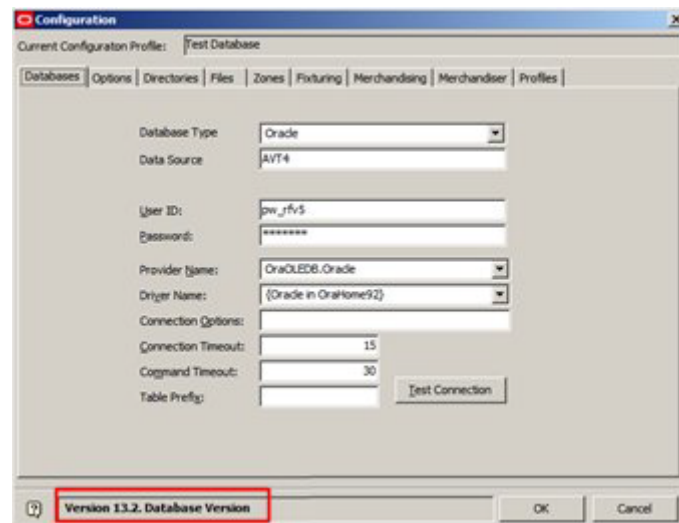 Configuration
Current Configuraton Profile: Test Database
Databases Options Directories Files Zones Fixturing Merchandising Merchandiser Profiles
Database Type Oracle
Data Source AVT4
User ID: pw_rfv5
Password: *******
Provider Name: OraOLEDB.Oracle
Driver Name: {Oracle in OraHome92}
Connection Options:
Connection Timeout: 15
Command Timeout: 30
Table Prefix: Test Connection
Version 13.2. Database Version OK Cancel